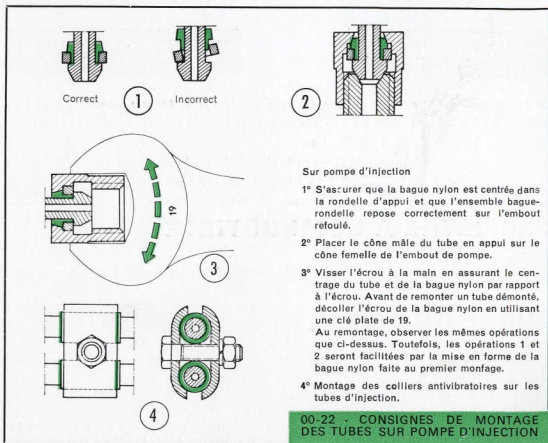 Correct
1
Incorrect
2
19
3
4
Sur pompe d'injection
1° S'assurer que la bague nylon est centrée dans
la rondelle d'appui et que l'ensemble bague-
rondelle repose correctement sur l'embout
refoulé.
2° Placer le cône mâle du tube en appui sur le
cône femelle de l'embout de pompe.
3° Visser l'écrou à la main en assurant le cen-
trage du tube et de la bague nylon par rapport
à l'écrou. Avant de remonter un tube démonté,
décoller l'écrou de la bague nylon en utilisant
une clé plate de 19.
Au remontage, observer les mêmes opérations
que ci-dessus. Toutefois, les opérations 1 et
2 seront facilitées par la mise en forme de la
bague nylon faite au premier monfage.
4° Montage des colliers antivibratoires sur les
tubes d'injection.
00-22 - CONSIGNES DE MONTAGE
DES TUBES SUR POMPE D'INJECTION